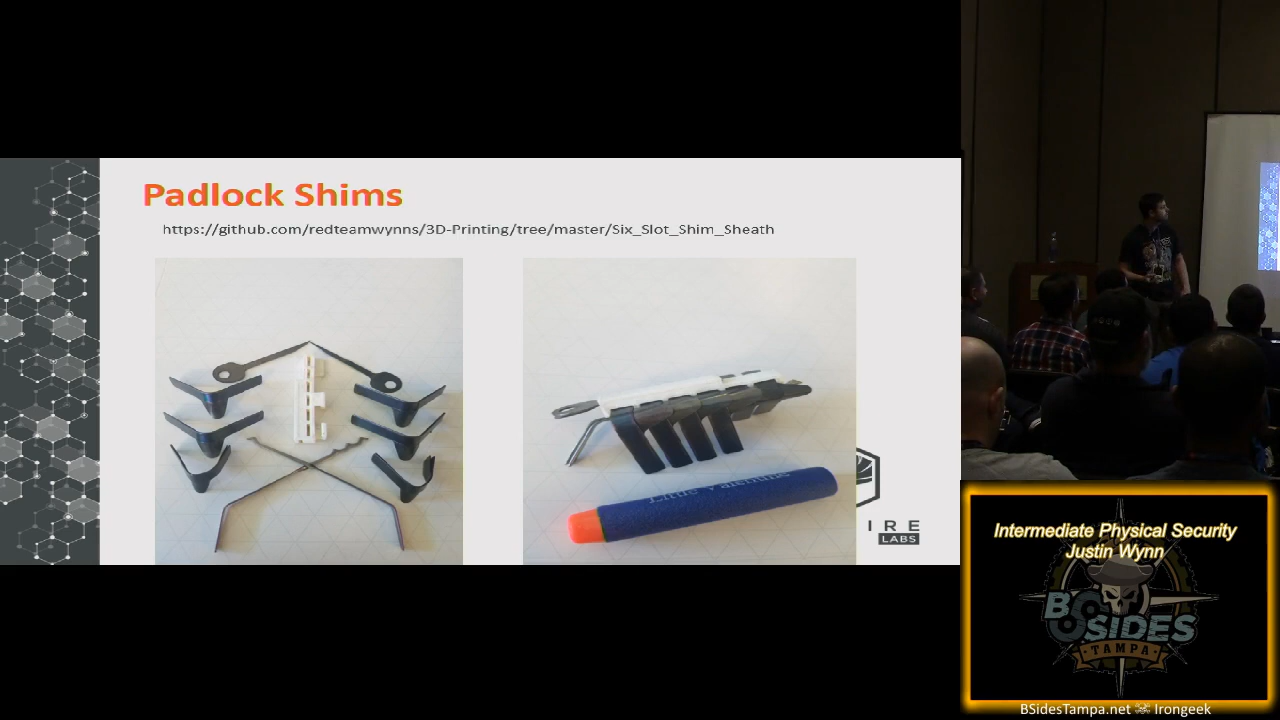 Padlock Shims
https://github.com/redteamwynns/3D-Printing/tree/master/Six_Slot_Shim_Sheath
IRE
LABS
Intermediate Physical Security
Justin Wynn
BSIDES
TAMPA
BSidesTampa.net Irongeek